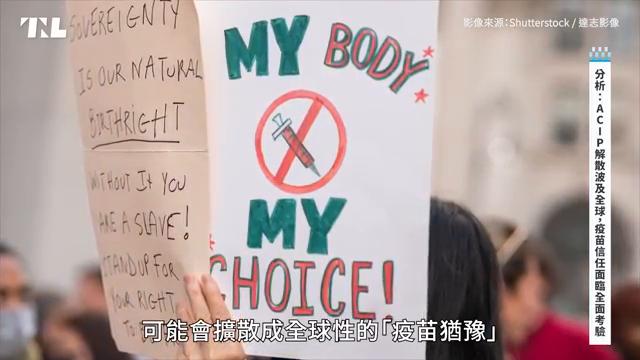 TNL
影像來源：Shutterstock / 達志影像
SOVEREIGNTY
IS OUR NATURAL
BIRTHRIGHT
WITHOUT IT YOU
ARE A SLAVE!
STAND UP FOR
YOUR RIGHT
TO
MY BODY
MY
CHOICE!
分析：ACIP解散波及全球，疫苗信任面臨全面考驗
可能會擴散成全球性的「疫苗猶豫」